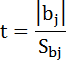 t = |b_j| / S_bj